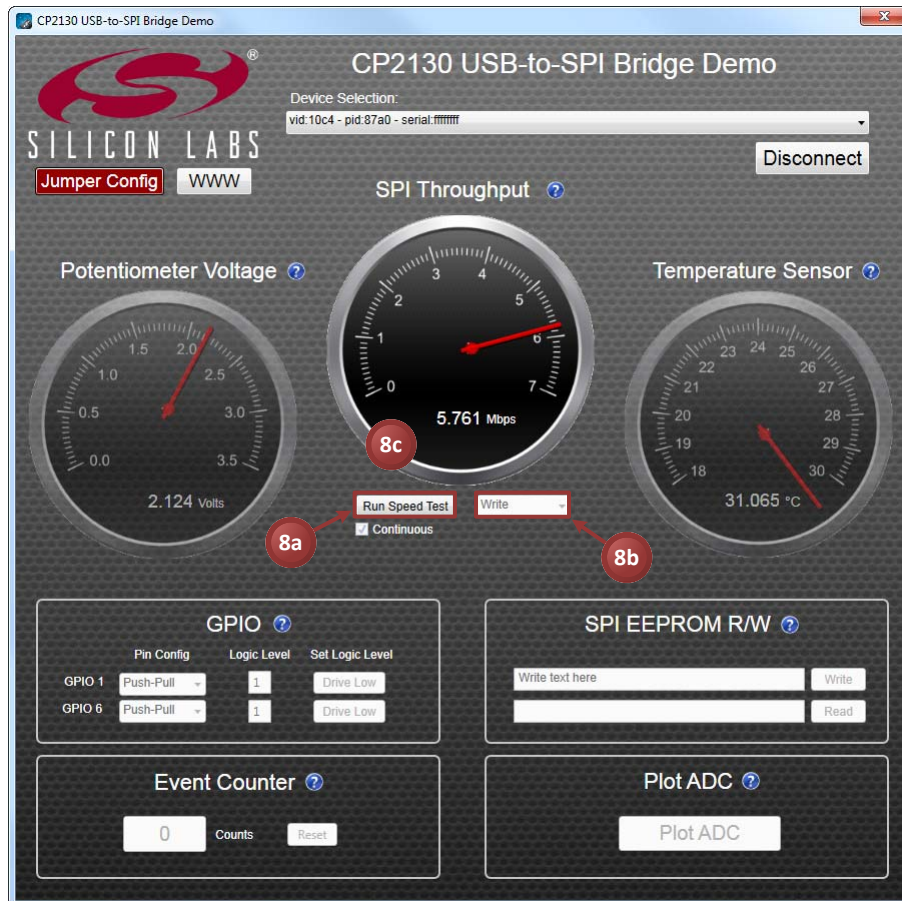 CP2130 USB-to-SPI Bridge Demo
x
CP2130 USB-to-SPI Bridge Demo
®
SILICON LABS
Device Selection:
vid:10c4 - pid:87a0 - serial:ffffffff
Disconnect
Jumper Config WWW
SPI Throughput ?
0 1 2 3 4 5 6 7
5.761 Mbps
Potentiometer Voltage ?
0.0 0.5 1.0 1.5 2.0 2.5 3.0 3.5
2.124 Volts
Temperature Sensor ?
18 19 20 21 22 23 24 25 26 27 28 29 30
31.065 °C
8c
Run Speed Test Write
Continuous
8a
8b
GPIO ?
Pin Config Logic Level Set Logic Level
GPIO 1 Push-Pull 1 Drive Low
GPIO 6 Push-Pull 1 Drive Low
SPI EEPROM R/W ?
Write text here Write
Read
Event Counter ?
0 Counts Reset
Plot ADC ?
Plot ADC